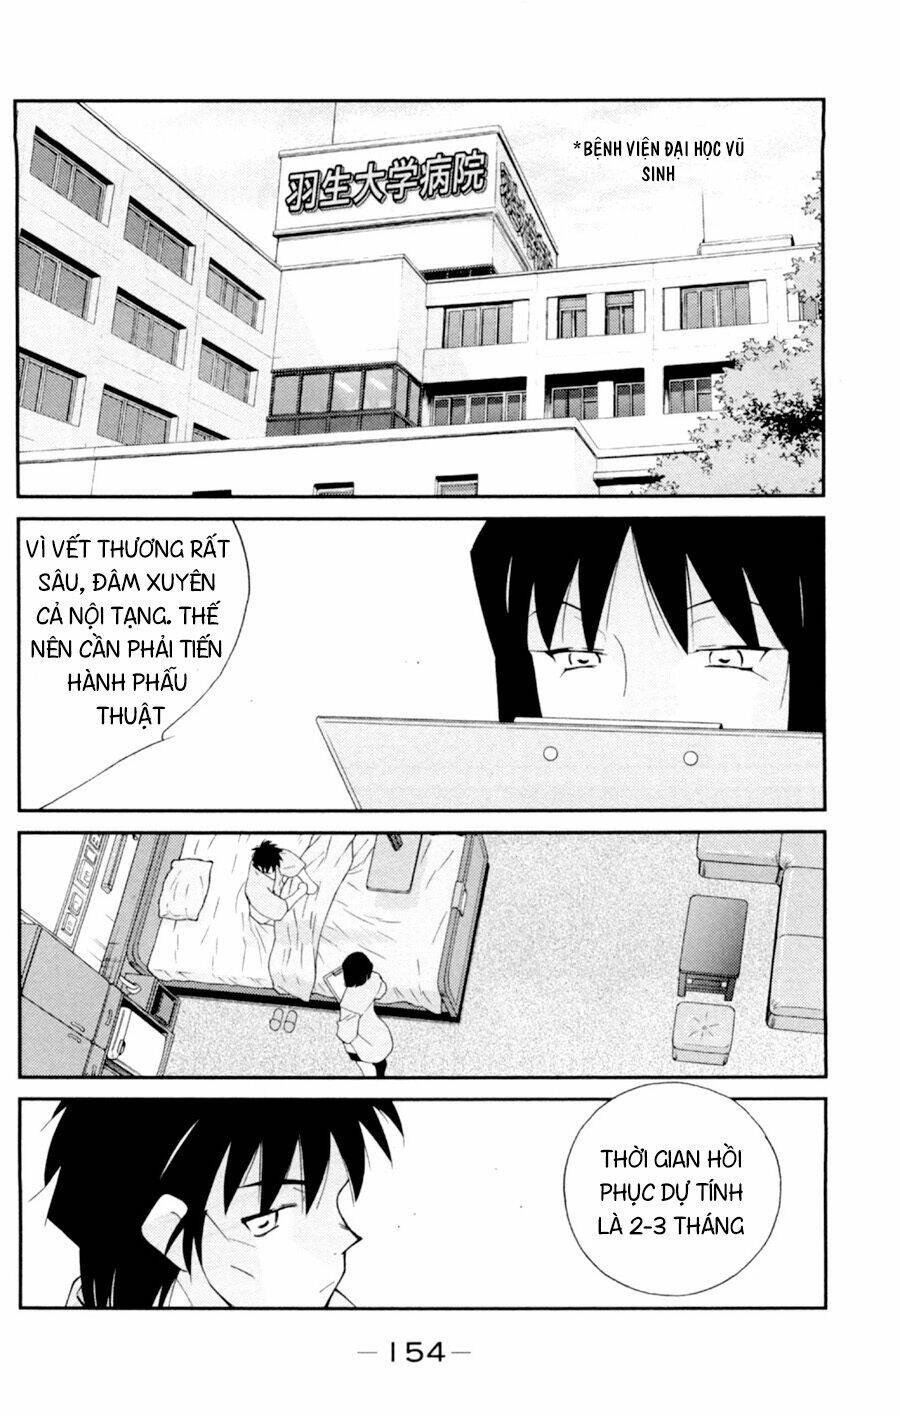 *BỆNH VIỆN ĐẠI HỌC VŨ
SINH
羽生大学病院
VÌ VẾT THƯƠNG RẤT
SÂU, ĐÂM XUYÊN
CẢ NỘI TẠNG. THẾ
NÊN CẦN PHẢI TIẾN
HÀNH PHẪU
THUẬT
THỜI GIAN HỒI
PHỤC DỰ TÍNH
LÀ 2-3 THÁNG
—154—